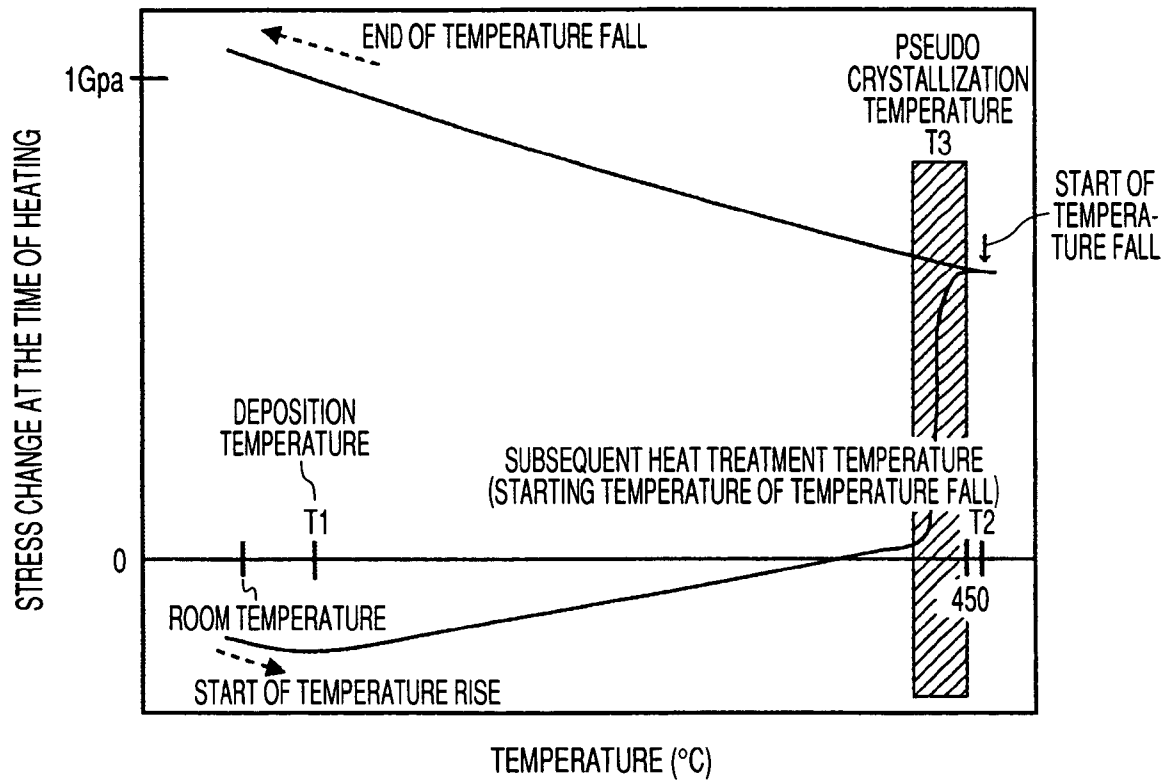 END OF TEMPERATURE FALL
1Gpa
PSEUDO
CRYSTALLIZATION
TEMPERATURE
T3
START OF
TEMPERA-
TURE FALL
STRESS CHANGE AT THE TIME OF HEATING
DEPOSITION
TEMPERATURE
T1
SUBSEQUENT HEAT TREATMENT TEMPERATURE
(STARTING TEMPERATURE OF TEMPERATURE FALL)
T2
0
450
ROOM TEMPERATURE
START OF TEMPERATURE RISE
TEMPERATURE (°C)